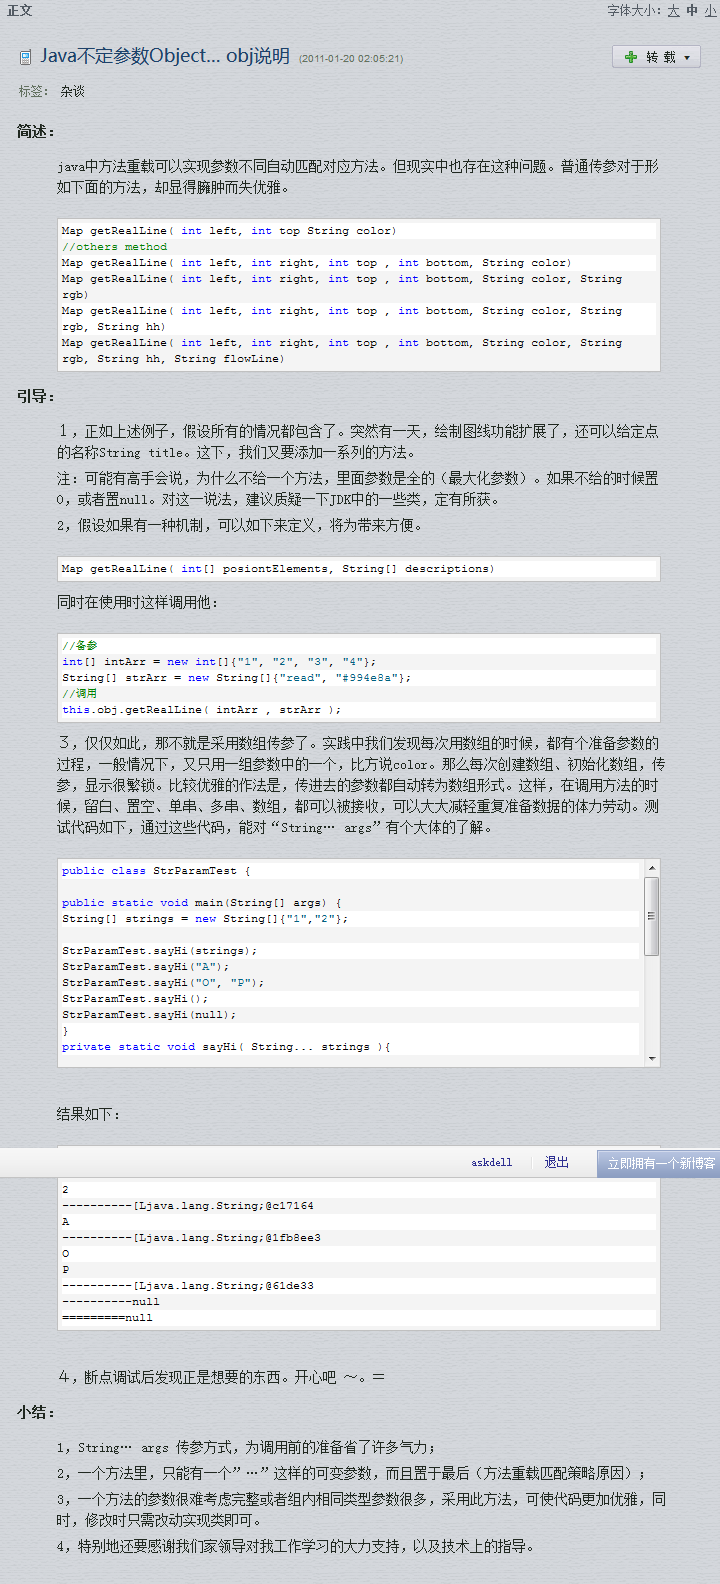 正文
字体大小：大 中 小
Java不定参数Object... obj说明 (2011-01-20 02:05:21)
转 载
标签： 杂谈
简述：
java中方法重载可以实现参数不同自动匹配对应方法。但现实中也存在这种问题。普通传参对于形
如下面的方法，却显得臃肿而失优雅。
Map getRealLine( int left, int top String color)
//others method
Map getRealLine( int left, int right, int top , int bottom, String color)
Map getRealLine( int left, int right, int top , int bottom, String color, String
rgb)
Map getRealLine( int left, int right, int top , int bottom, String color, String
rgb, String hh)
Map getRealLine( int left, int right, int top , int bottom, String color, String
rgb, String hh, String flowLine)
引导：
１，正如上述例子，假设所有的情况都包含了。突然有一天，绘制图线功能扩展了，还可以给定点
的名称String title。这下，我们又要添加一系列的方法。
注：可能有高手会说，为什么不给一个方法，里面参数是全的（最大化参数）。如果不给的时候置
0，或者置null。对这一说法，建议质疑一下JDK中的一些类，定有所获。
2，假设如果有一种机制，可以如下来定义，将为带来方便。
Map getRealLine( int[] posiontElements, String[] descriptions)
同时在使用时这样调用他：
//备参
int[] intArr = new int[]{"1", "2", "3", "4"};
String[] strArr = new String[]{"read", "#994e8a"};
//调用
this.obj.getRealLine( intArr , strArr );
３，仅仅如此，那不就是采用数组传参了。实践中我们发现每次用数组的时候，都有个准备参数的
过程，一般情况下，又只用一组参数中的一个，比方说color。那么每次创建数组、初始化数组，传
参，显示很繁锁。比较优雅的作法是，传进去的参数都自动转为数组形式。这样，在调用方法的时
候，留白、置空、单串、多串、数组，都可以被接收，可以大大减轻重复准备数据的体力劳动。测
试代码如下，通过这些代码，能对“String… args”有个大体的了解。
public class StrParamTest {
public static void main(String[] args) {
String[] strings = new String[]{"1","2"};
StrParamTest.sayHi(strings);
StrParamTest.sayHi("A");
StrParamTest.sayHi("O", "P");
StrParamTest.sayHi();
StrParamTest.sayHi(null);
}
private static void sayHi( String... strings ){
结果如下：
askdell 退出 立即拥有一个新博客
2
----------[Ljava.lang.String;@c17164
A
----------[Ljava.lang.String;@1fb8ee3
O
P
----------[Ljava.lang.String;@61de33
----------null
=========null
４，断点调试后发现正是想要的东西。开心吧 ～。＝
小结：
1，String… args 传参方式，为调用前的准备省了许多气力；
2，一个方法里，只能有一个”…”这样的可变参数，而且置于最后（方法重载匹配策略原因）；
3，一个方法的参数很难考虑完整或者组内相同类型参数很多，采用此方法，可使代码更加优雅，同
时，修改时只需改动实现类即可。
4，特别地还要感谢我们家领导对我工作学习的大力支持，以及技术上的指导。